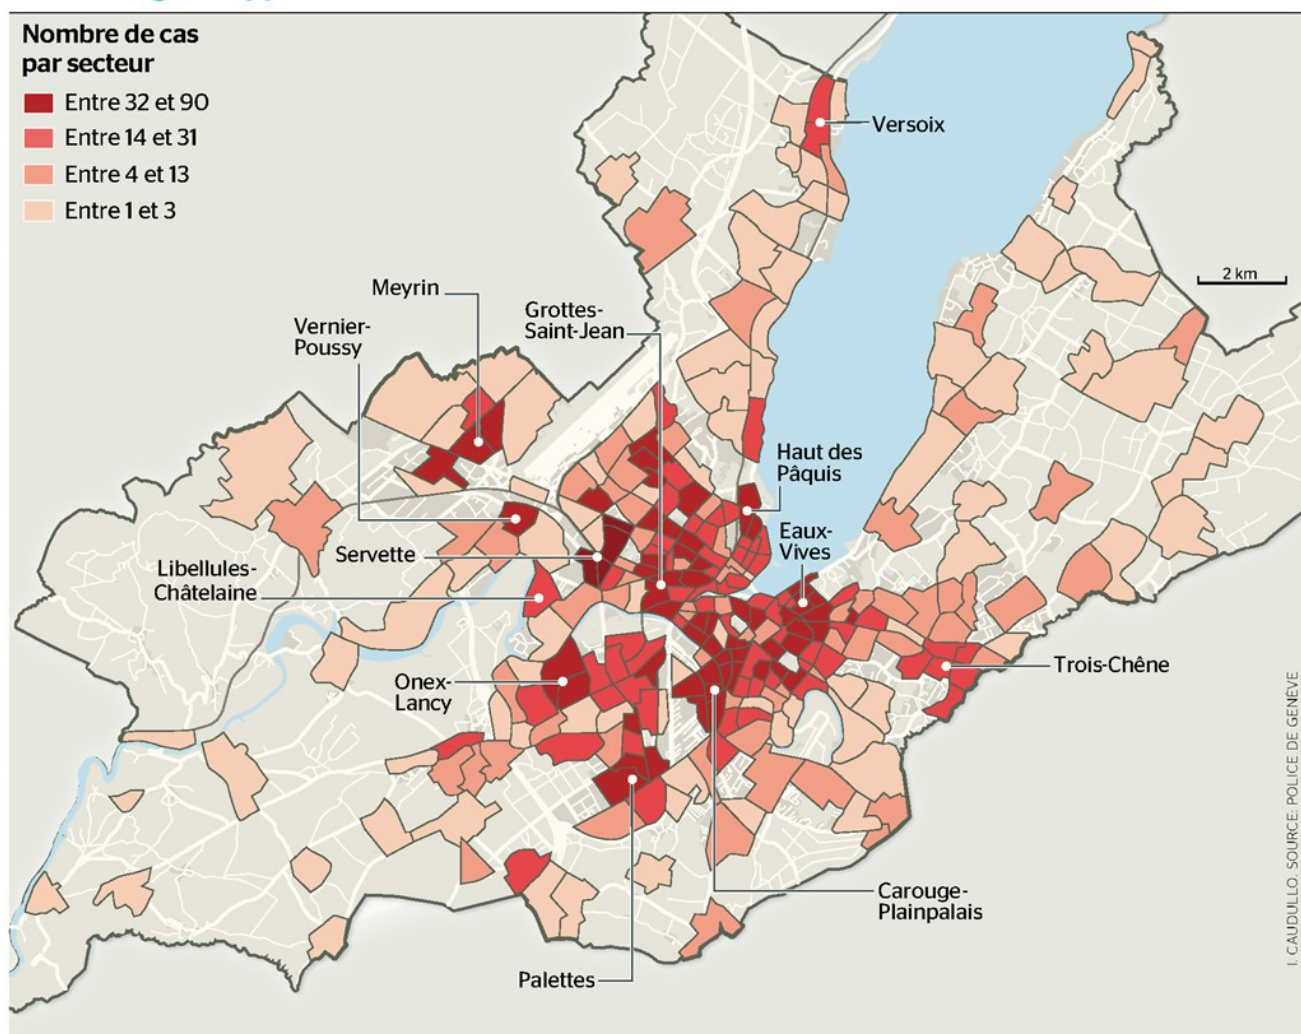 Nombre de cas
par secteur
Entre 32 et 90
Entre 14 et 31
Entre 4 et 13
Entre 1 et 3
Versoix
2 km
Meyrin
Grottes-
Saint-Jean
Vernier-
Poussy
Haut des
Pâquis
Eaux-
Vives
Servette
Libellules-
Châtelaine
Trois-Chêne
Onex-
Lancy
Carouge-
Plainpalais
Palettes
I. CAUDULLO. SOURCE: POLICE DE GENÈVE